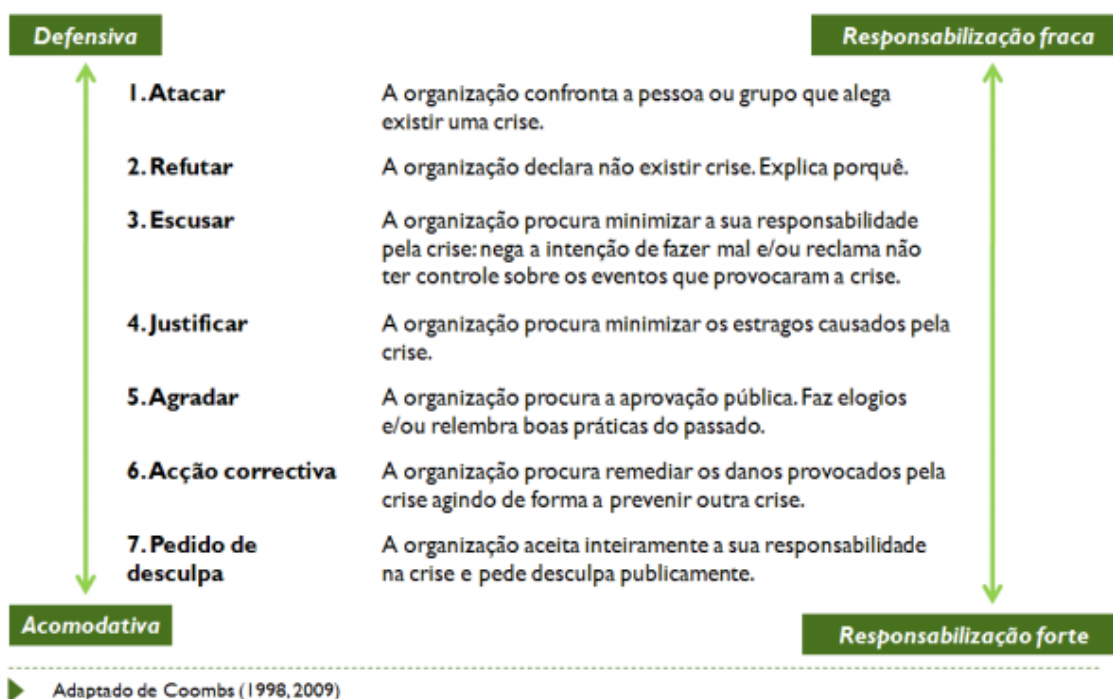 Defensiva
Responsabilização fraca
1. Atacar
A organização confronta a pessoa ou grupo que alega
existir uma crise.
2. Refutar
A organização declara não existir crise. Explica porquê.
3. Escusar
A organização procura minimizar a sua responsabilidade
pela crise: nega a intenção de fazer mal e/ou reclama não
ter controle sobre os eventos que provocaram a crise.
4. Justificar
A organização procura minimizar os estragos causados pela
crise.
5. Agradar
A organização procura a aprovação pública. Faz elogios
e/ou relembra boas práticas do passado.
6. Acção correctiva
A organização procura remediar os danos provocados pela
crise agindo de forma a prevenir outra crise.
7. Pedido de
desculpa
A organização aceita inteiramente a sua responsabilidade
na crise e pede desculpa publicamente.
Acomodativa
Responsabilização forte
Adaptado de Coombs (1998, 2009)